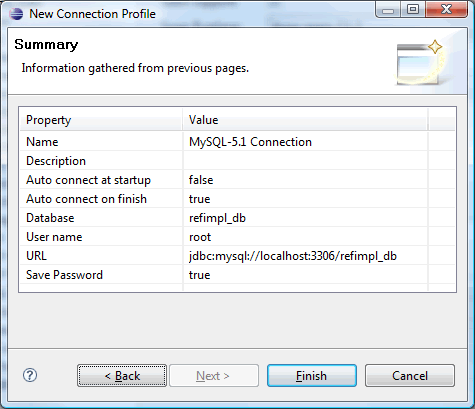 New Connection Profile
Summary
Information gathered from previous pages.
Property Value
Name MySQL-5.1 Connection
Description
Auto connect at startup false
Auto connect on finish true
Database refimpl_db
User name root
URL jdbc:mysql://localhost:3306/refimpl_db
Save Password true
? < Back Next > Finish Cancel